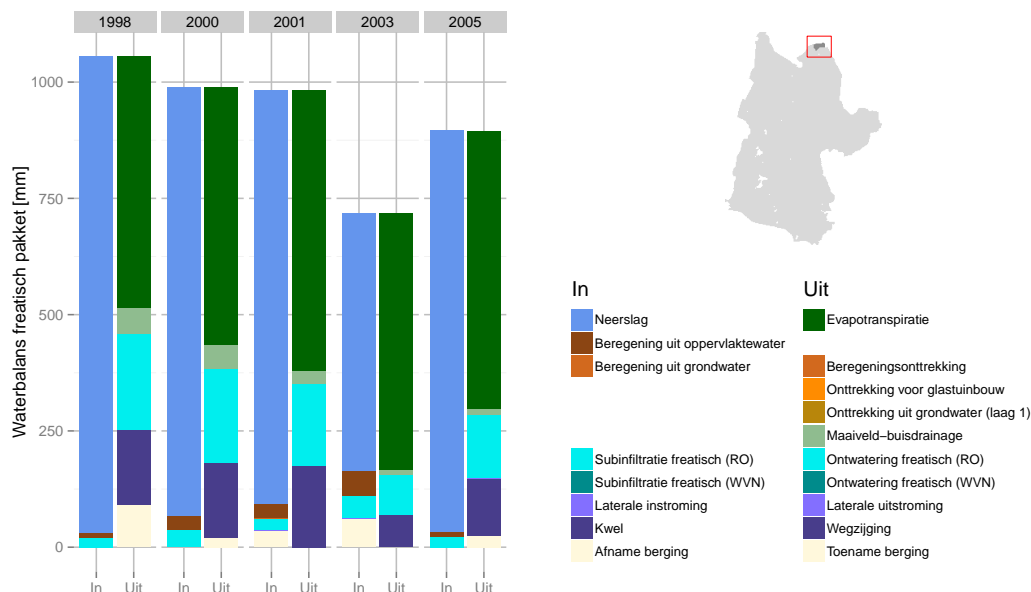 1998 2000 2001 2003 2005
Waterbalans freatisch pakket [mm]
1000
750
500
250
0
In Uit In Uit In Uit In Uit In Uit
In
Neerslag
Beregening uit oppervlaktewater
Beregening uit grondwater
Subinfiltratie freatisch (RO)
Subinfiltratie freatisch (WVN)
Laterale instroming
Kwel
Afname berging
Uit
Evapotranspiratie
Beregeningsonttrekking
Onttrekking voor glastuinbouw
Onttrekking uit grondwater (laag 1)
Maaiveld−buisdrainage
Ontwatering freatisch (RO)
Ontwatering freatisch (WVN)
Laterale uitstroming
Wegzijging
Toename berging